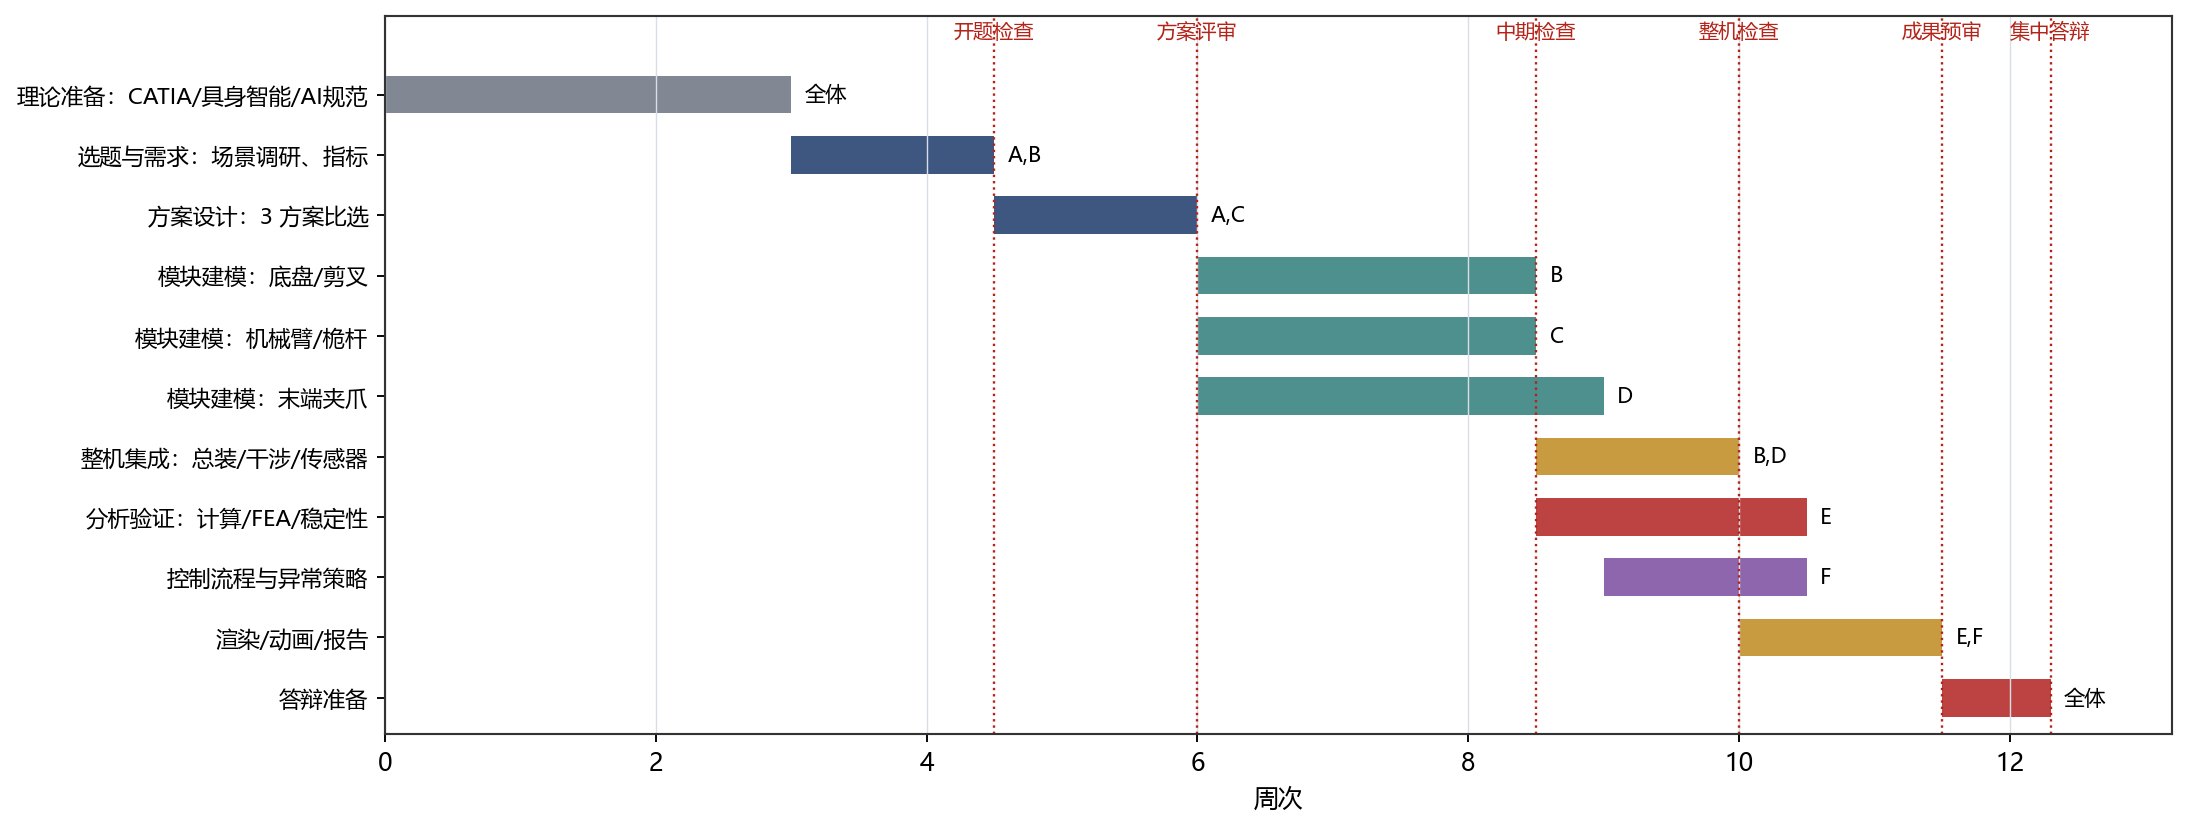 开题检查 方案评审 中期检查 整机检查 成果预审 集中答辩
理论准备：CATIA/具身智能/AI规范 全体
选题与需求：场景调研、指标 A,B
方案设计：3 方案比选 A,C
模块建模：底盘/剪叉 B
模块建模：机械臂/桅杆 C
模块建模：末端夹爪 D
整机集成：总装/干涉/传感器 B,D
分析验证：计算/FEA/稳定性 E
控制流程与异常策略 F
渲染/动画/报告 E,F
答辩准备 全体
0 2 4 6 8 10 12
周次